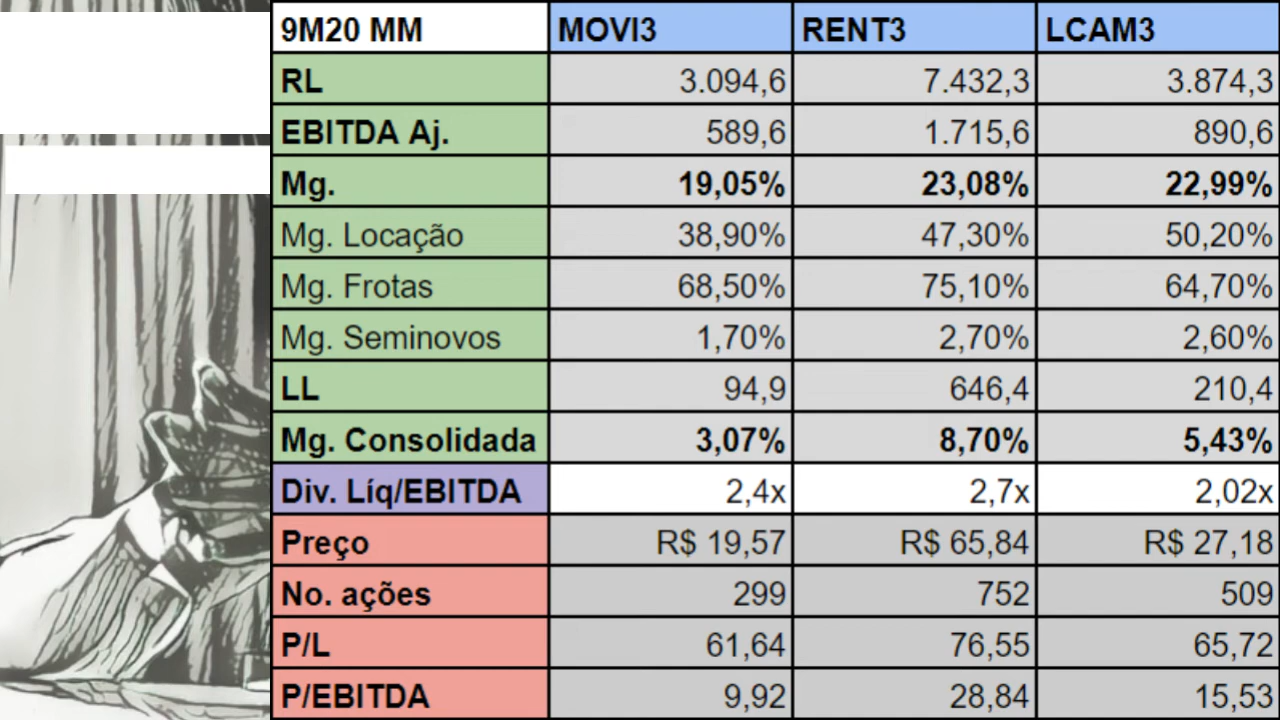 9M20 MM MOVI3 RENT3 LCAM3
RL 3.094,6 7.432,3 3.874,3
EBITDA Aj. 589,6 1.715,6 890,6
Mg. 19,05% 23,08% 22,99%
Mg. Locação 38,90% 47,30% 50,20%
Mg. Frotas 68,50% 75,10% 64,70%
Mg. Seminovos 1,70% 2,70% 2,60%
LL 94,9 646,4 210,4
Mg. Consolidada 3,07% 8,70% 5,43%
Div. Líq/EBITDA 2,4x 2,7x 2,02x
Preço R$ 19,57 R$ 65,84 R$ 27,18
No. ações 299 752 509
P/L 61,64 76,55 65,72
P/EBITDA 9,92 28,84 15,53